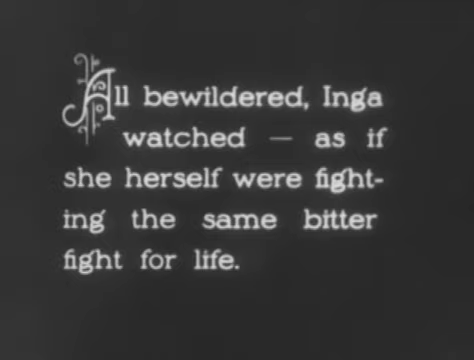 All bewildered, Inga
watched — as if
she herself were fight-
ing the same bitter
fight for life.